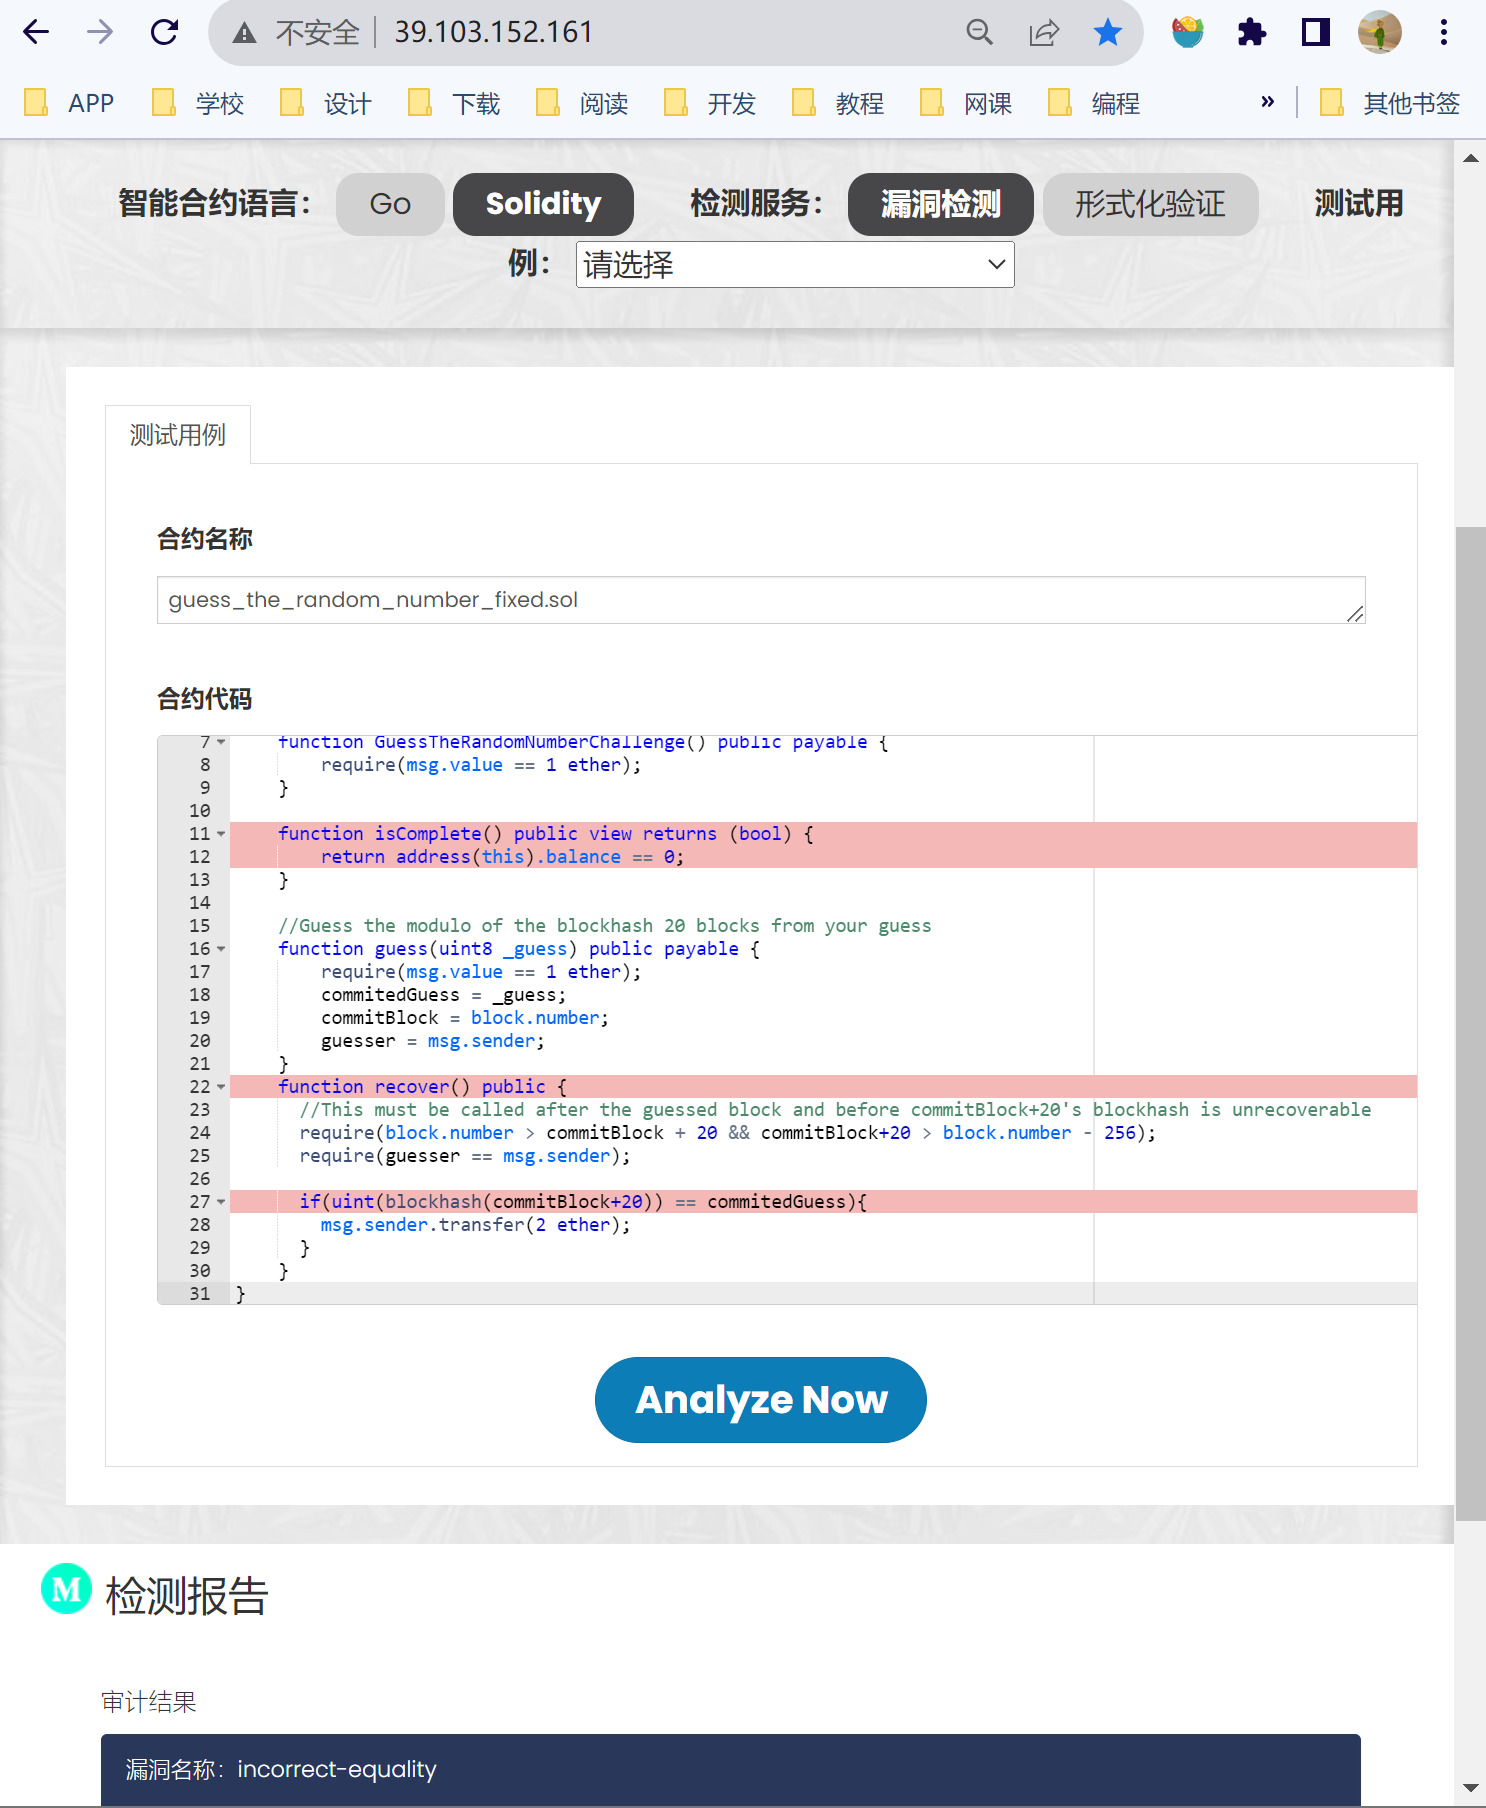 不安全 39.103.152.161
APP 学校 设计 下载 阅读 开发 教程 网课 编程 » 其他书签
智能合约语言： Go Solidity 检测服务： 漏洞检测 形式化验证 测试用
例： 请选择
测试用例
合约名称
guess_the_random_number_fixed.sol
合约代码
7 function GuessTheRandomNumberChallenge() public payable {
8 require(msg.value == 1 ether);
9 }
10
11 function isComplete() public view returns (bool) {
12 return address(this).balance == 0;
13 }
14
15 //Guess the modulo of the blockhash 20 blocks from your guess
16 function guess(uint8 _guess) public payable {
17 require(msg.value == 1 ether);
18 commitedGuess = _guess;
19 commitBlock = block.number;
20 guesser = msg.sender;
21 }
22 function recover() public {
23 //This must be called after the guessed block and before commitBlock+20's blockhash is unrecoverable
24 require(block.number > commitBlock + 20 && commitBlock+20 > block.number - 256);
25 require(guesser == msg.sender);
26
27 if(uint(blockhash(commitBlock+20)) == commitedGuess){
28 msg.sender.transfer(2 ether);
29 }
30 }
31 }
Analyze Now
M 检测报告
审计结果
漏洞名称：incorrect-equality